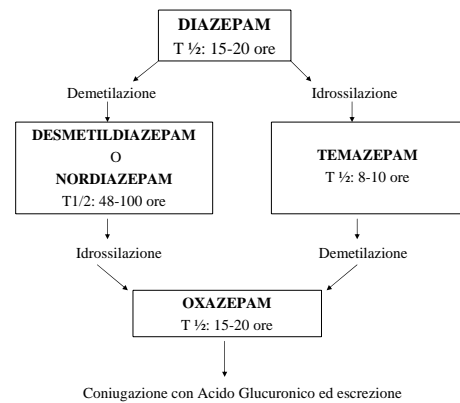 DIAZEPAM
T ½: 15-20 ore
Demetilazione
Idrossilazione
DESMETILDIAZEPAM
O
NORDIAZEPAM
T1/2: 48-100 ore
TEMAZEPAM
T ½: 8-10 ore
Idrossilazione
Demetilazione
OXAZEPAM
T ½: 15-20 ore
Coniugazione con Acido Glucuronico ed escrezione